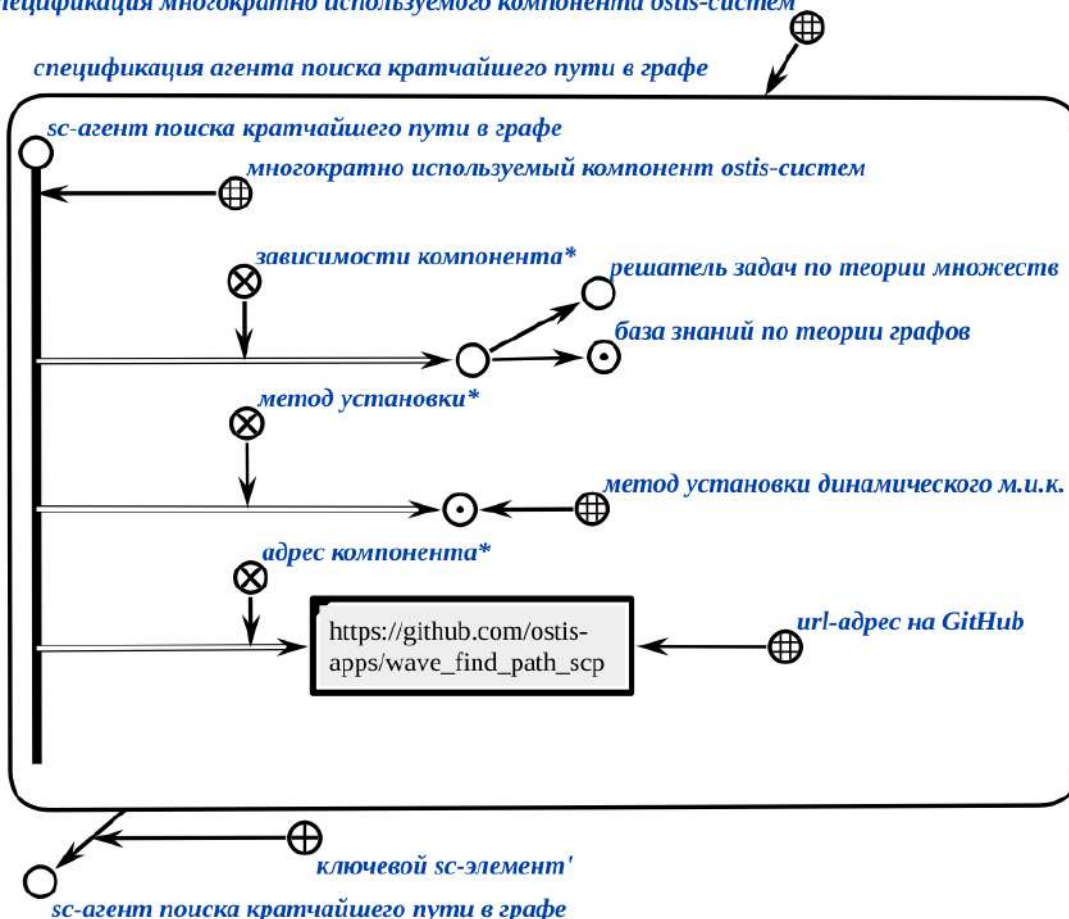 спецификация многократно используемого компонента ostis-систем
спецификация агента поиска кратчайшего пути в графе
sc-агент поиска кратчайшего пути в графе
многократно используемый компонент ostis-систем
зависимости компонента*
решатель задач по теории множеств
база знаний по теории графов
метод установки*
метод установки динамического м.и.к.
адрес компонента*
https://github.com/ostis-
apps/wave_find_path_scp
url-адрес на GitHub
ключевой sc-элемент'
sc-агент поиска кратчайшего пути в графе